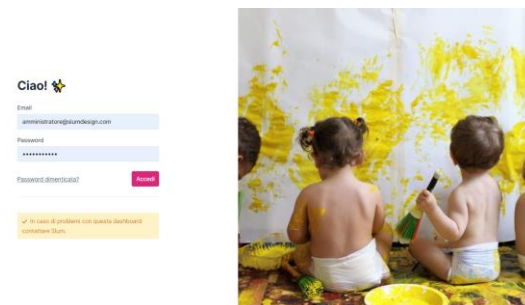 Ciao! ✨
Email
amministratore@slumdesign.com
Password
•••••••••••
Password dimenticata?
Accedi
✓ In caso di problemi con questa dashboard
contattare Slum.